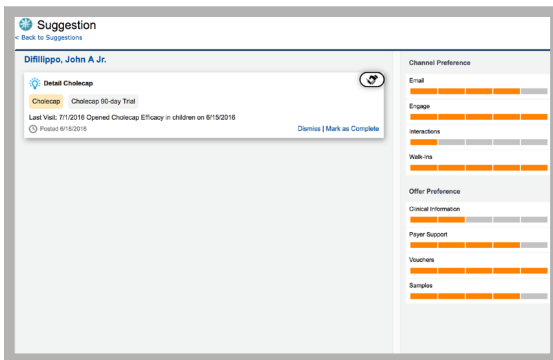 Suggestion
< Back to Suggestions
Difillippo, John A Jr.
Detail Cholecap
Cholecap Cholecap 90-day Trial
Last Visit: 7/1/2016 Opened Cholecap Efficacy in children on 6/15/2016
Posted 6/18/2016 Dismiss | Mark as Complete
Channel Preference
Email
Engage
Interactions
Walk-Ins
Offer Preference
Clinical Information
Payer Support
Vouchers
Samples